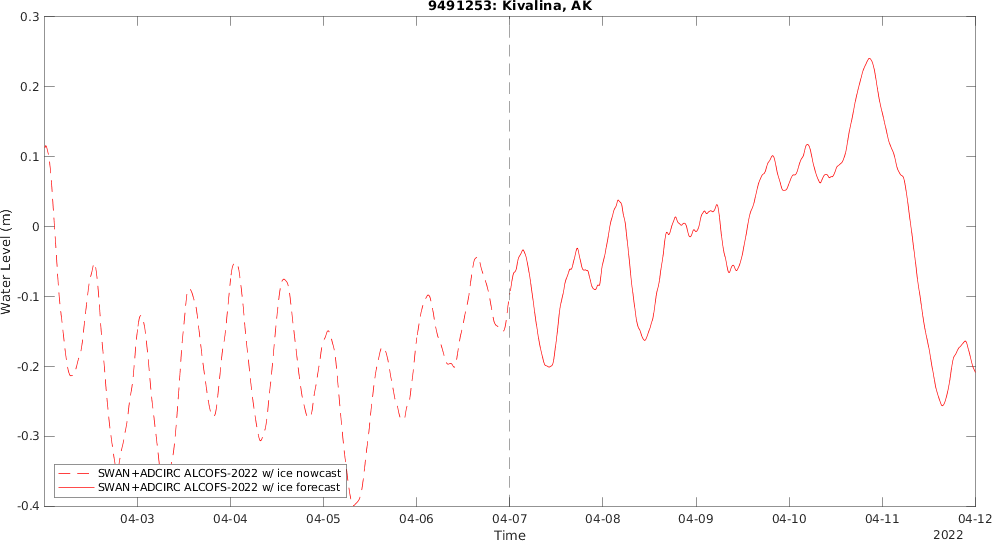 9491253: Kivalina, AK
0.3
0.2
0.1
0
-0.1
-0.2
-0.3
-0.4
Water Level (m)
SWAN+ADCIRC ALCOFS-2022 w/ ice nowcast
SWAN+ADCIRC ALCOFS-2022 w/ ice forecast
04-03 04-04 04-05 04-06 04-07 04-08 04-09 04-10 04-11 04-12
Time
2022